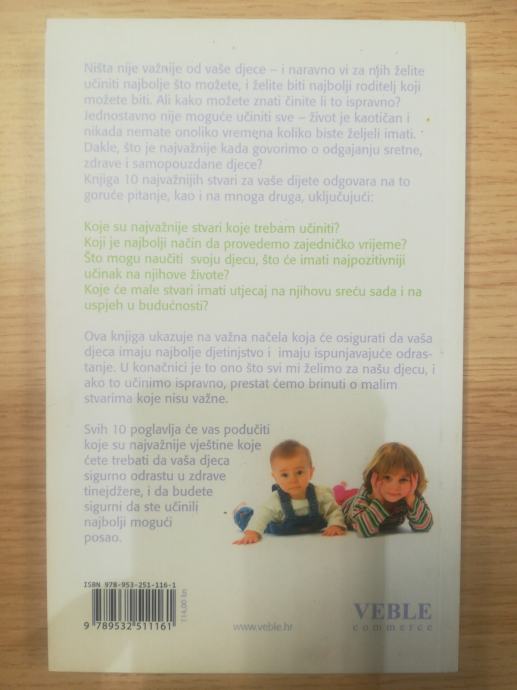 Ništa nije važnije od vaše djece – i naravno vi za njih želite
učiniti najbolje što možete, i želite biti najbolji roditelj koji
možete biti. Ali kako možete znati činite li to ispravno?
Jednostavno nije moguće učiniti sve – život je kaotičan i
nikada nemate onoliko vremena koliko biste željeli imati.
Dakle, što je najvažnije kada govorimo o odgajanju sretne,
zdrave i samopouzdane djece?
Knjiga 10 najvažnijih stvari za vaše dijete odgovara na to
goruće pitanje, kao i na mnoga druga, uključujući:
Koje su najvažnije stvari koje trebam učiniti?
Koji je najbolji način da provedemo zajedničko vrijeme?
Što mogu naučiti svoju djecu, što će imati najpozitivniji
učinak na njihove živote?
Koje će male stvari imati utjecaj na njihovu sreću sada i na
uspjeh u budućnosti?
Ova knjiga ukazuje na važna načela koja će osigurati da vaša
djeca imaju najbolje djetinjstvo i imaju ispunjavajuće odras-
tanje. U konačnici je to ono što svi mi želimo za našu djecu, i
ako to učinimo ispravno, prestat ćemo brinuti o malim
stvarima koje nisu važne.
Svih 10 poglavlja će vas podučiti
koje su najvažnije vještine koje
ćete trebati da vaša djeca
sigurno odrastu u zdrave
tinejdžere, i da budete
sigurni da ste učinili
najbolji mogući
posao.
ISBN 978-953-251-116-1
9 789532 511161
114,00 kn
www.veble.hr
VEBLE
commerce